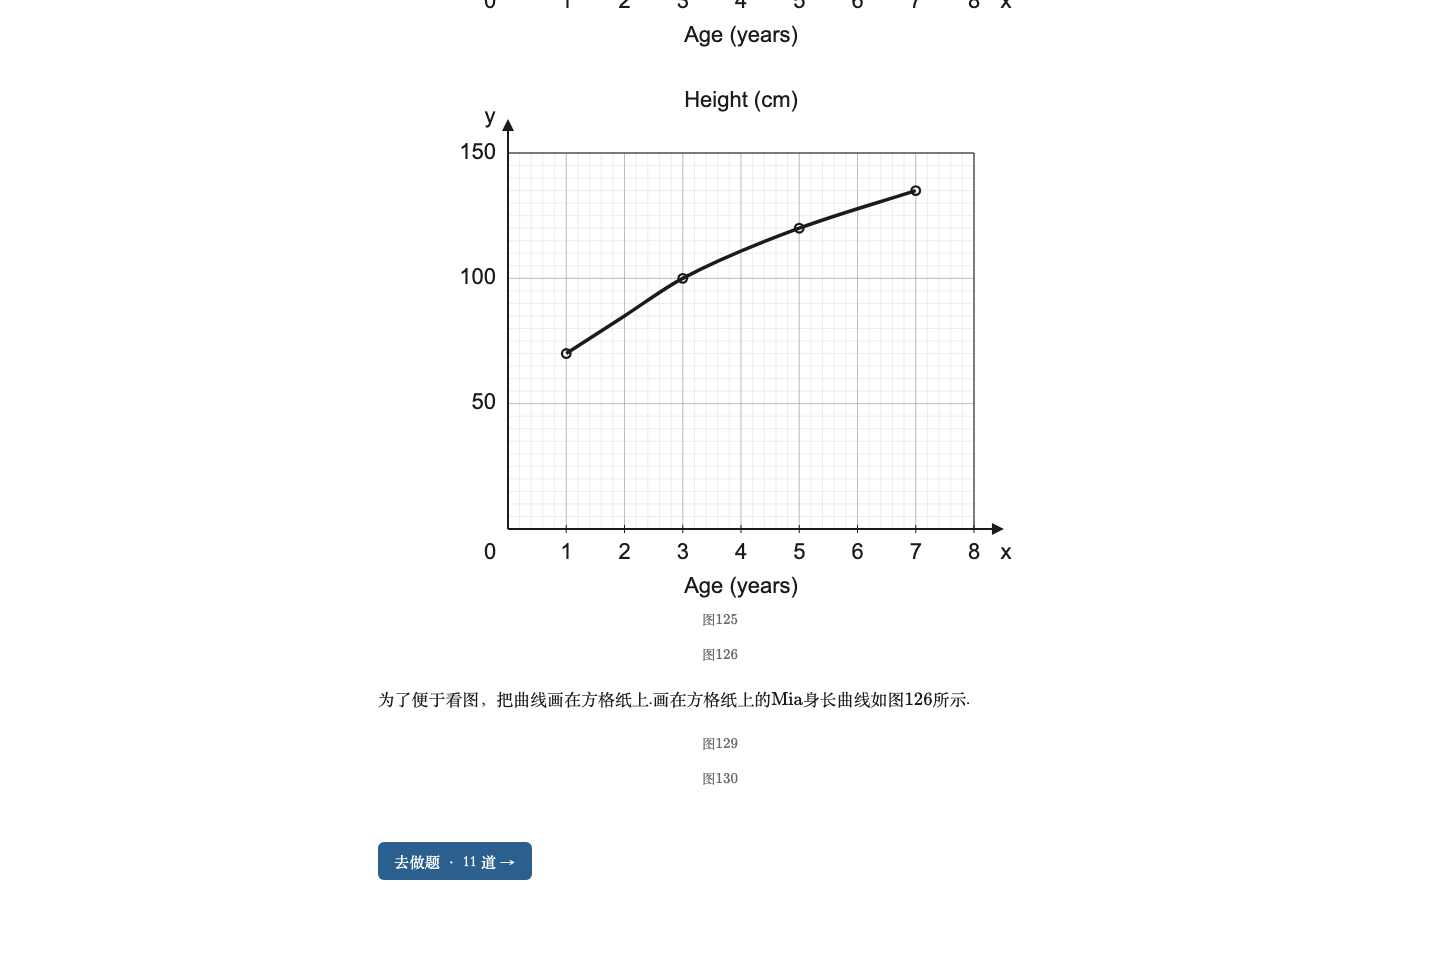 0 1 2 3 4 5 6 7 8 x
Age (years)
Height (cm)
y
150
100
50
0 1 2 3 4 5 6 7 8 x
Age (years)
图125
图126
为了便于看图，把曲线画在方格纸上.画在方格纸上的Mia身长曲线如图126所示.
图129
图130
去做题 · 11 道 →